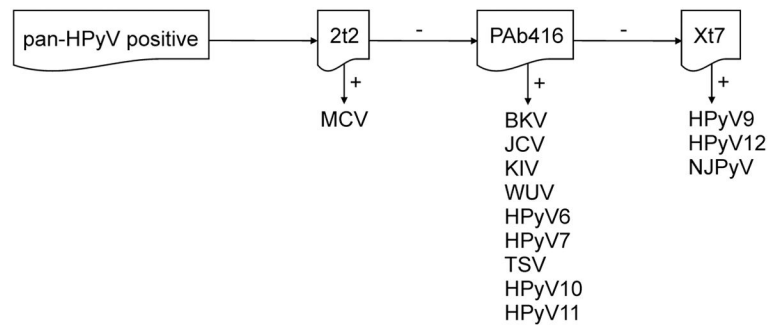 pan-HPyV positive
2t2
-
PAb416
-
Xt7
+
MCV
+
BKV
JCV
KIV
WUV
HPyV6
HPyV7
TSV
HPyV10
HPyV11
+
HPyV9
HPyV12
NJPyV